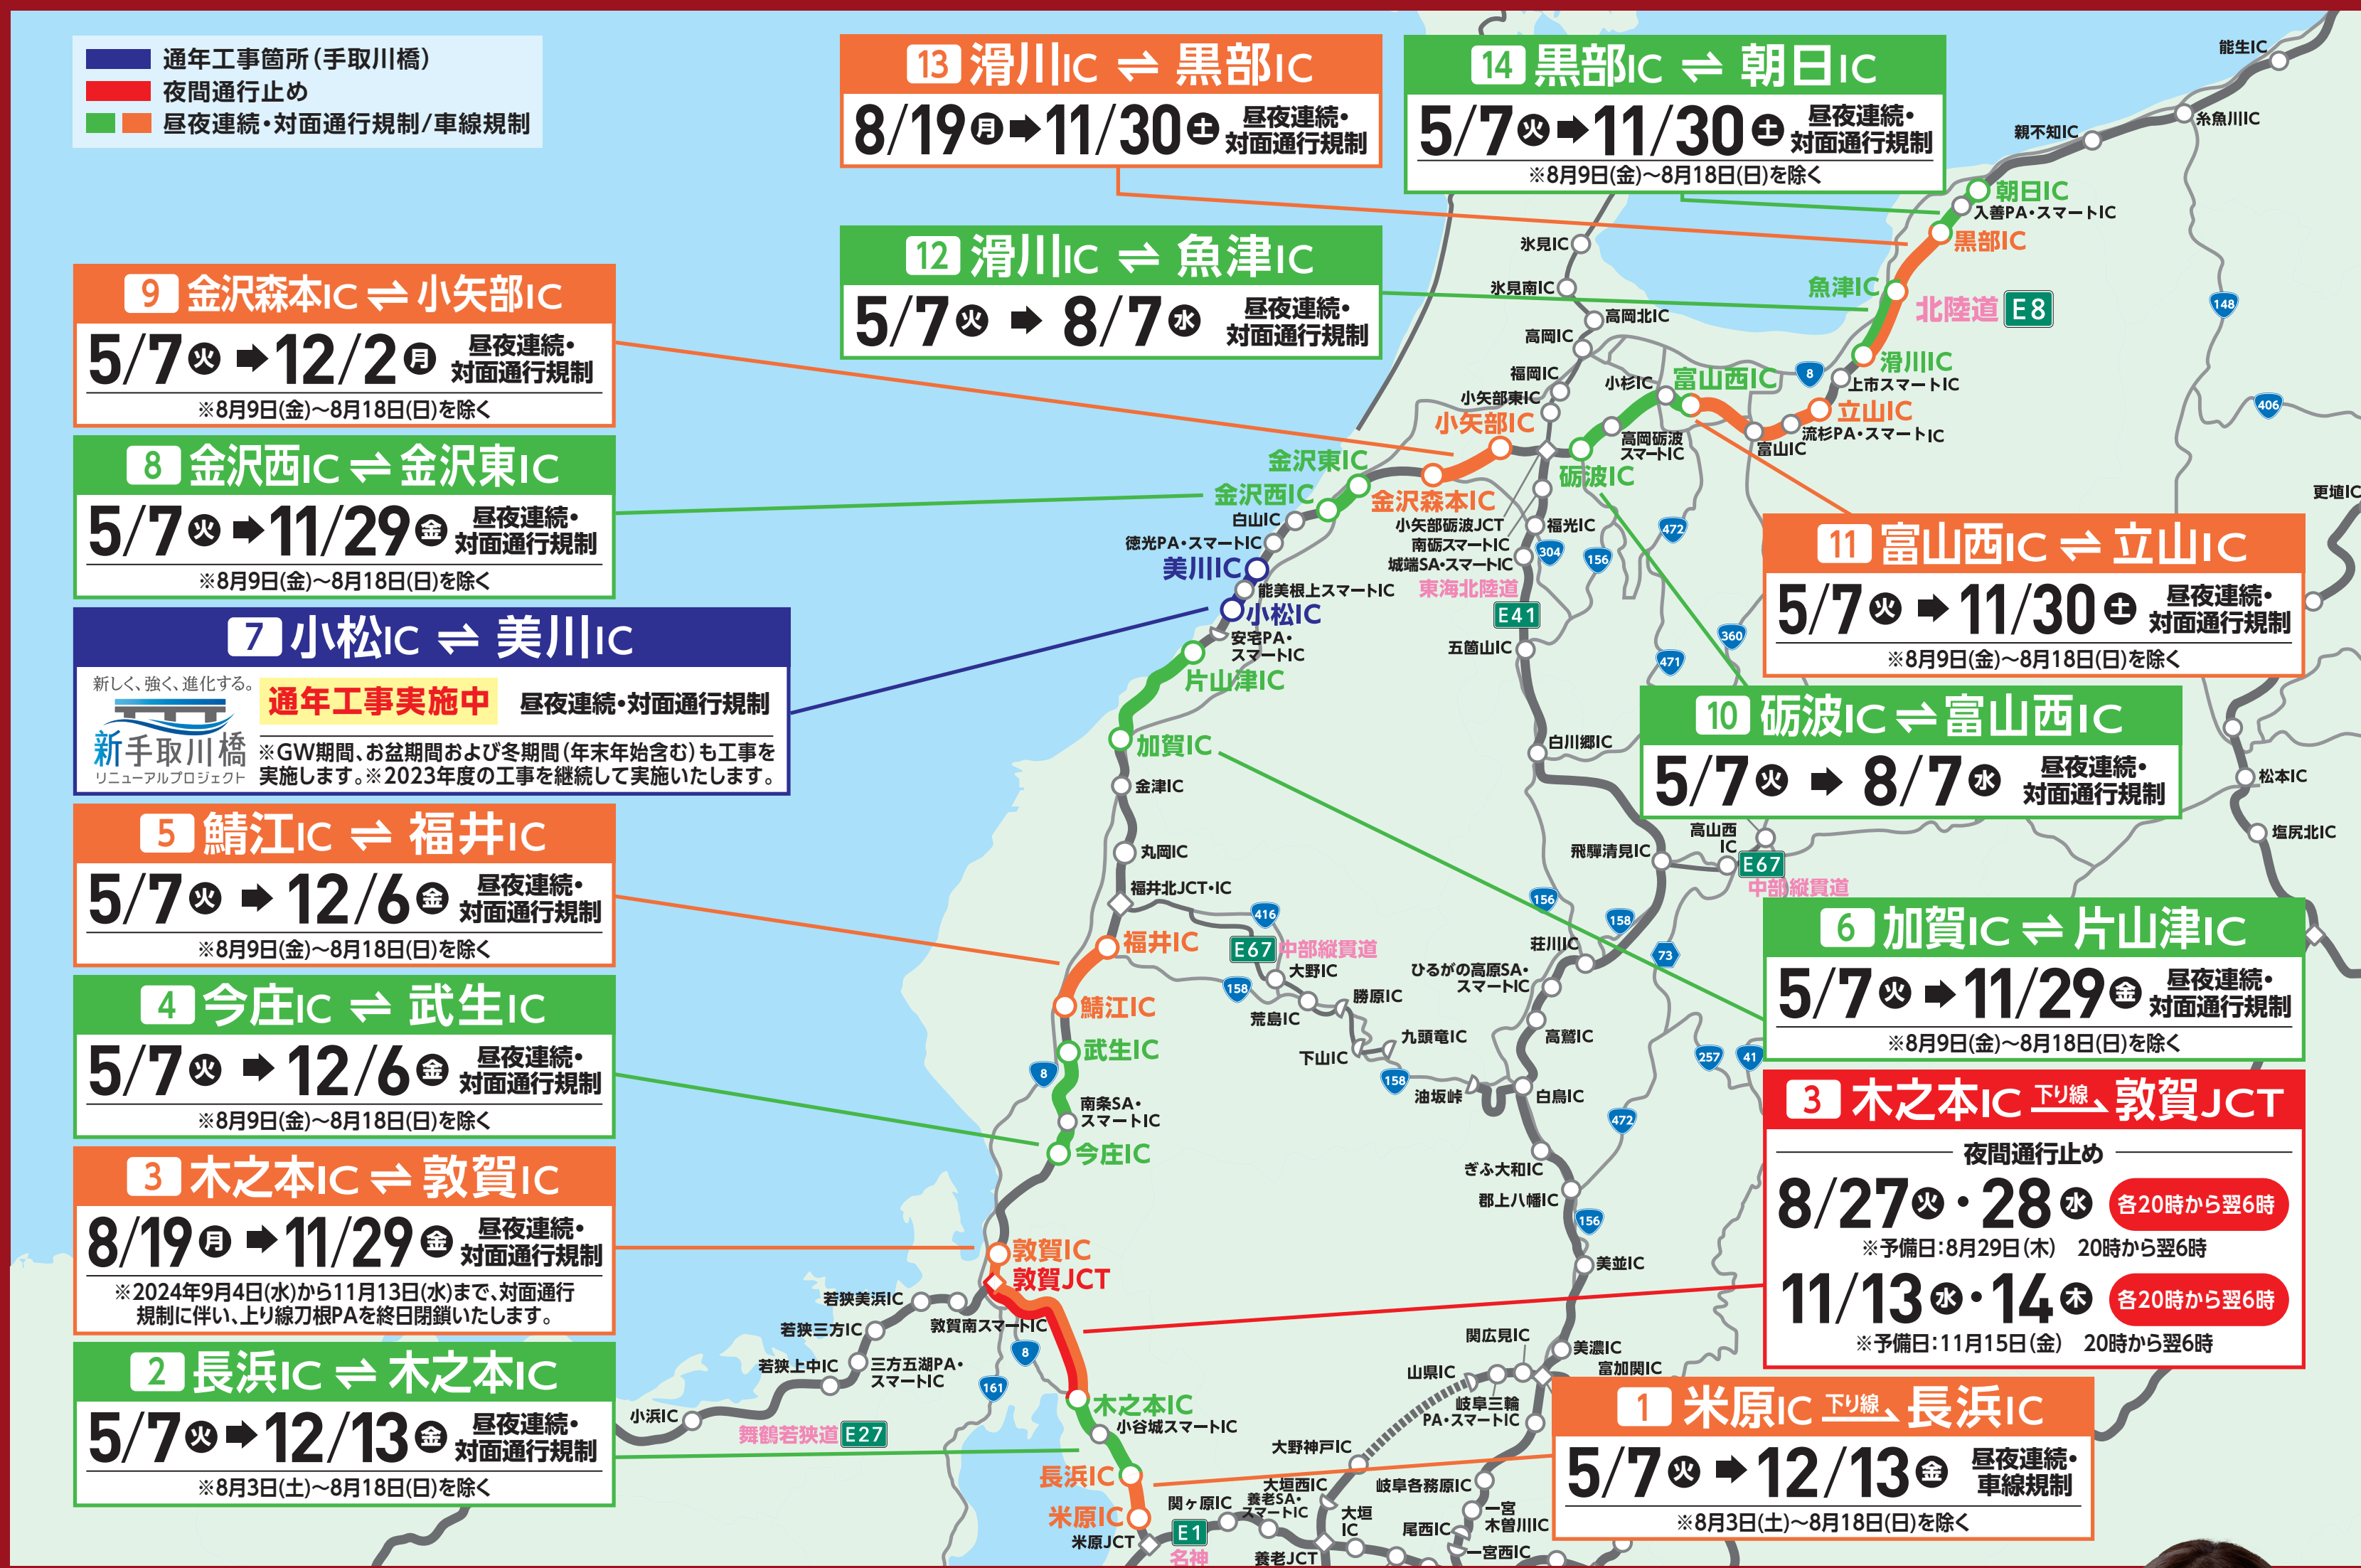 通年工事箇所（手取川橋）
夜間通行止め
昼夜連続・対面通行規制/車線規制
13 滑川IC ⇌ 黒部IC
8/19月➡11/30土 昼夜連続・
対面通行規制
14 黒部IC ⇌ 朝日IC
5/7火➡11/30土 昼夜連続・
対面通行規制
※8月9日(金)～8月18日(日)を除く
12 滑川IC ⇌ 魚津IC
5/7火 ➡ 8/7水 昼夜連続・
対面通行規制
9 金沢森本IC ⇌ 小矢部IC
5/7火 ➡12/2月 昼夜連続・
対面通行規制
※8月9日(金)～8月18日(日)を除く
8 金沢西IC ⇌ 金沢東IC
5/7火 ➡11/29金 昼夜連続・
対面通行規制
※8月9日(金)～8月18日(日)を除く
7 小松IC ⇌ 美川IC
新しく、強く、進化する。
新手取川橋
リニューアルプロジェクト
通年工事実施中 昼夜連続・対面通行規制
※GW期間、お盆期間および冬期間（年末年始含む）も工事を
実施します。※2023年度の工事を継続して実施いたします。
5 鯖江IC ⇌ 福井IC
5/7火 ➡ 12/6金 昼夜連続・
対面通行規制
※8月9日(金)～8月18日(日)を除く
4 今庄IC ⇌ 武生IC
5/7火 ➡ 12/6金 昼夜連続・
対面通行規制
※8月9日(金)～8月18日(日)を除く
3 木之本IC ⇌ 敦賀IC
8/19月 ➡11/29金 昼夜連続・
対面通行規制
※2024年9月4日(水)から11月13日(水)まで、対面通行
規制に伴い、上り線刀根PAを終日閉鎖いたします。
2 長浜IC ⇌ 木之本IC
5/7火➡12/13金 昼夜連続・
対面通行規制
※8月3日(土)～8月18日(日)を除く
11 富山西IC ⇌ 立山IC
5/7火 ➡ 11/30土 昼夜連続・
対面通行規制
※8月9日(金)～8月18日(日)を除く
10 砺波IC ⇌ 富山西IC
5/7火 ➡ 8/7水 昼夜連続・
対面通行規制
6 加賀IC ⇌ 片山津IC
5/7火 ➡11/29金 昼夜連続・
対面通行規制
※8月9日(金)～8月18日(日)を除く
3 木之本IC 下り線 敦賀JCT
夜間通行止め
8/27火・28水 各20時から翌6時
※予備日：8月29日（木） 20時から翌6時
11/13水・14木 各20時から翌6時
※予備日：11月15日（金） 20時から翌6時
1 米原IC 下り線 長浜IC
5/7火 ➡12/13金 昼夜連続・
車線規制
※8月3日(土)～8月18日(日)を除く
能生IC
糸魚川IC
親不知IC
朝日IC
入善PA・スマートIC
黒部IC
魚津IC
北陸道 E8
148
滑川IC
8
上市スマートIC
406
立山IC
流杉PA・スマートIC
富山IC
富山西IC
小杉IC
高岡砺波
スマートIC
砺波IC
氷見IC
氷見南IC
高岡北IC
高岡IC
福岡IC
小矢部東IC
小矢部IC
金沢森本IC
小矢部砺波JCT
金沢東IC
金沢西IC
白山IC
徳光PA・スマートIC
美川IC
能美根上スマートIC
小松IC
安宅PA・
スマートIC
片山津IC
加賀IC
金津IC
丸岡IC
福井北JCT・IC
福光IC
南砺スマートIC
304
156
472
城端SA・スマートIC
東海北陸道
E41
五箇山IC
471
360
更埴IC
白川郷IC
松本IC
塩尻北IC
高山西
IC
飛騨清見IC
E67
中部縦貫道
156
158
73
荘川IC
ひるがの高原SA・
スマートIC
高鷲IC
257
41
416
E67 中部縦貫道
158
大野IC
荒島IC
勝原IC
下山IC
九頭竜IC
158
油坂峠
白鳥IC
472
ぎふ大和IC
郡上八幡IC
156
美並IC
福井IC
鯖江IC
武生IC
8
南条SA・
スマートIC
今庄IC
敦賀IC
敦賀JCT
若狭美浜IC
敦賀南スマートIC
若狭三方IC
若狭上中IC
三方五湖PA・
スマートIC
小浜IC
舞鶴若狭道 E27
8
161
木之本IC
小谷城スマートIC
長浜IC
米原IC
米原JCT
E1
名神
関ヶ原IC
養老SA・
スマートIC
養老JCT
大垣西IC
大垣
IC
大野神戸IC
岐阜各務原IC
一宮
木曽川IC
尾西IC
一宮西IC
関広見IC
山県IC
岐阜三輪
PA・スマートIC
美濃IC
富加関IC